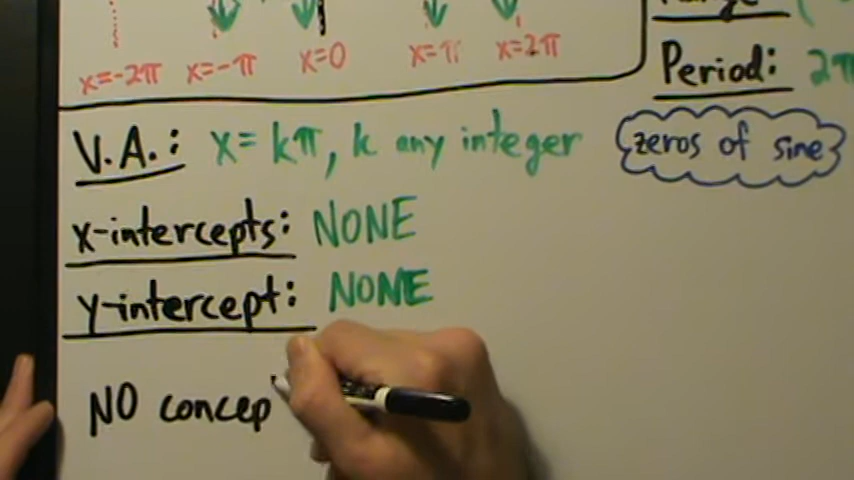 x=-2π x=-π x=0 x=π x=2π
Period: 2π
V.A.: x=kπ, k any integer
zeros of sine
x-intercepts: NONE
y-intercept: NONE
NO concep